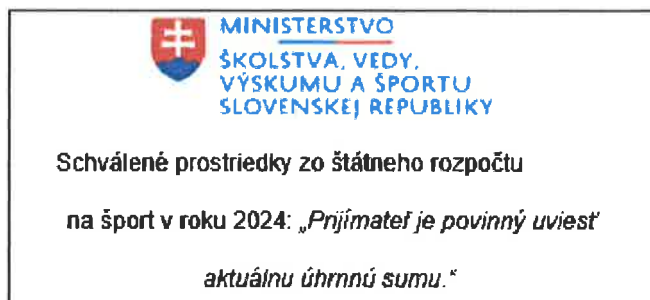 MINISTERSTVO
ŠKOLSTVA, VEDY,
VÝSKUMU A ŠPORTU
SLOVENSKEJ REPUBLIKY
Schválené prostriedky zo štátneho rozpočtu
na šport v roku 2024: „Prijímateľ je povinný uviesť
aktuálnu úhrnnú sumu.“